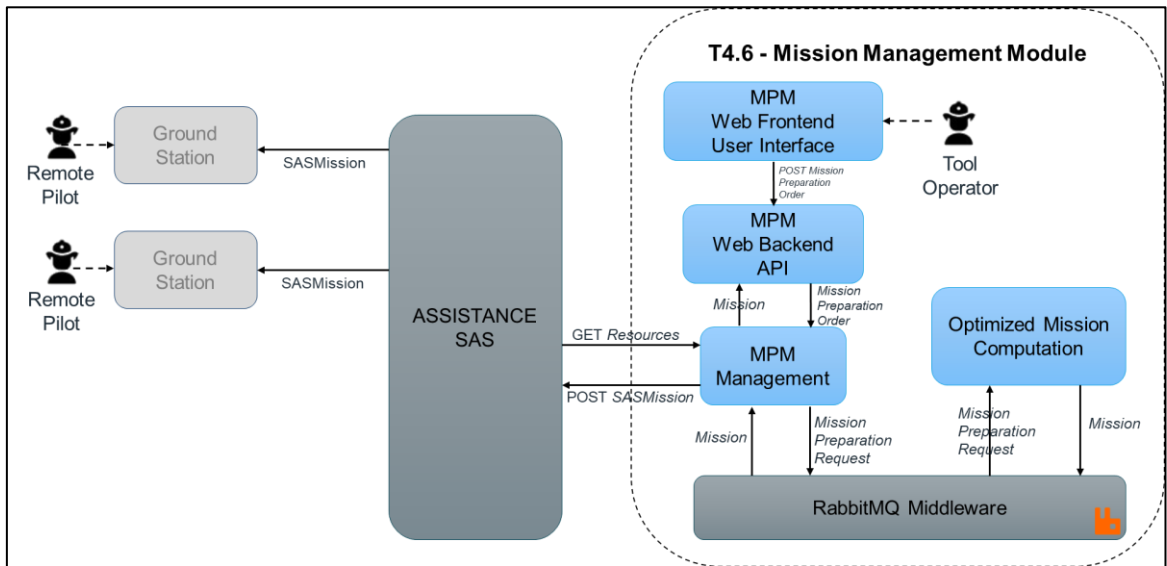 T4.6 - Mission Management Module
MPM
Web Frontend
User Interface
Tool
Operator
POST Mission
Preparation
Order
MPM
Web Backend
API
Mission
Mission
Preparation
Order
MPM
Management
Optimized Mission
Computation
Mission
Mission
Preparation
Request
Mission
Preparation
Request
Mission
RabbitMQ Middleware
Remote
Pilot
Ground
Station
SASMission
Remote
Pilot
Ground
Station
SASMission
ASSISTANCE
SAS
GET Resources
POST SASMission